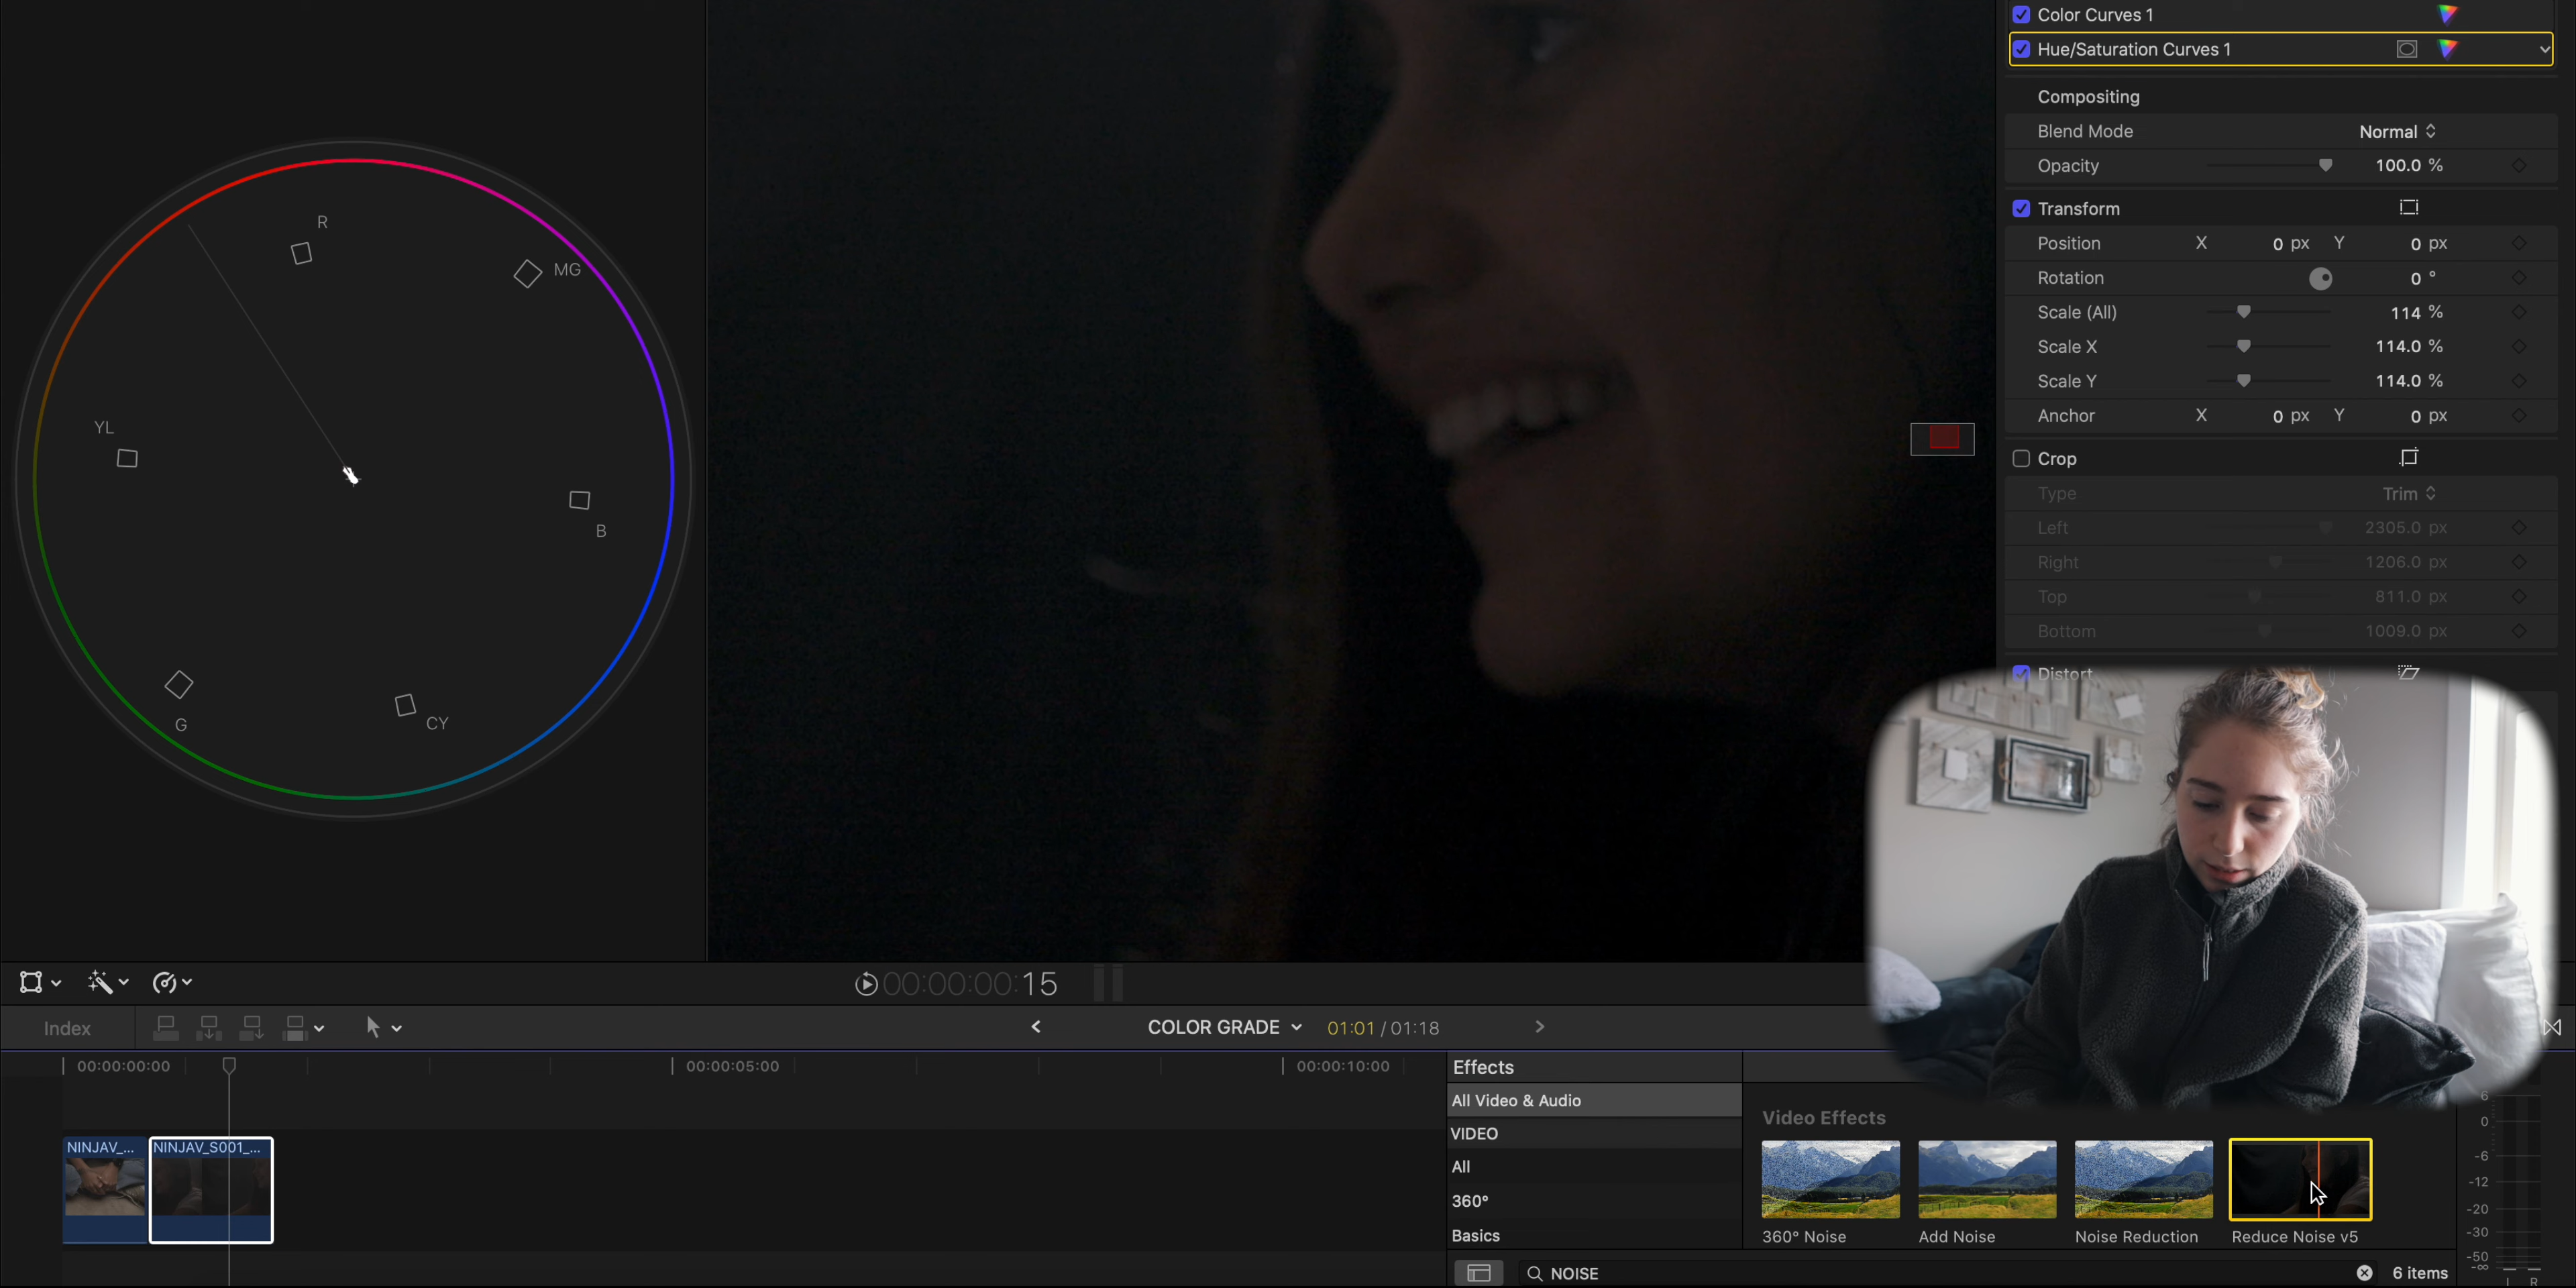 Color Curves 1
Hue/Saturation Curves 1
Compositing
Blend Mode Normal
Opacity 100.0 %
Transform
Position X 0 px Y 0 px
Rotation 0 °
Scale (All) 114 %
Scale X 114.0 %
Scale Y 114.0 %
Anchor X 0 px Y 0 px
Crop
Type Trim
Left 2305.0 px
Right 1206.0 px
Top 811.0 px
Bottom 1009.0 px
Distort
R
MG
YL
B
G
CY
00:00:00:15
Index
COLOR GRADE 01:01 / 01:18
00:00:00:00 00:00:05:00 00:00:10:00
NINJAV_... NINJAV_S001_...
Effects
All Video & Audio
VIDEO
All
360°
Basics
Video Effects
360° Noise Add Noise Noise Reduction Reduce Noise v5
NOISE 6 items
6
0
-6
-12
-20
-30
-50
-∞
L R